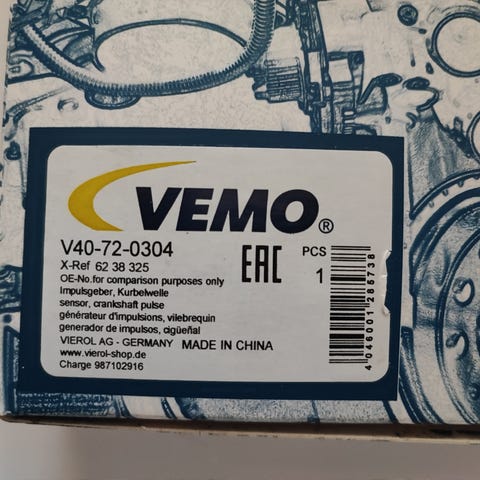 VEMO®
V40-72-0304
X-Ref 62 38 325
OE-No.for comparison purposes only
Impulsgeber, Kurbelwelle
sensor, crankshaft pulse
générateur d'impulsions, vilebrequin
generador de impulsos, cigüeñal
VIEROL AG - GERMANY MADE IN CHINA
www.vierol-shop.de
Charge 987102916
EAC
PCS
1
4 046001 285738